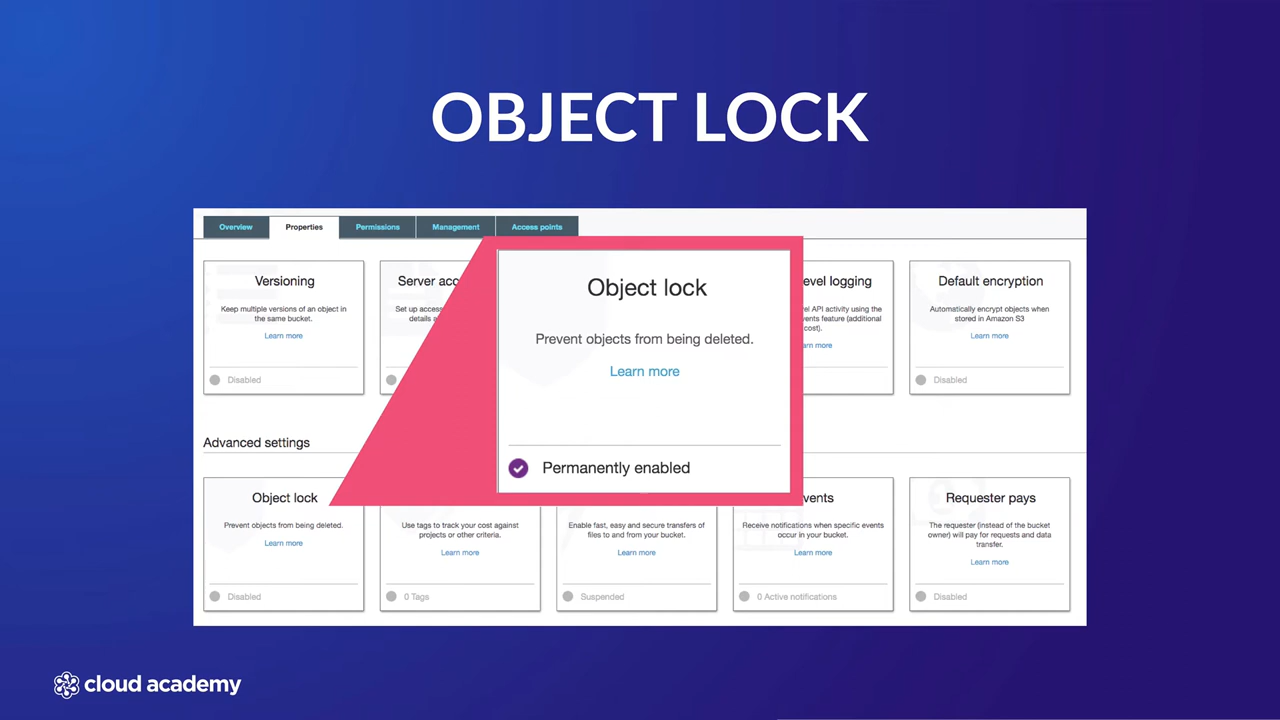 OBJECT LOCK
Overview
Properties
Permissions
Management
Access points
Versioning
Keep multiple versions of an object in
the same bucket.
Learn more
Disabled
Server acc
Set up access
details a
Object lock
Prevent objects from being deleted.
Learn more
Permanently enabled
evel logging
el API activity using the
ents feature (additional
cost).
arn more
Default encryption
Automatically encrypt objects when
stored in Amazon S3
Learn more
Disabled
Advanced settings
Object lock
Prevent objects from being deleted.
Learn more
Disabled
Use tags to track your cost against
projects or other criteria.
Learn more
0 Tags
Enable fast, easy and secure transfers of
files to and from your bucket.
Learn more
Suspended
vents
Receive notifications when specific events
occur in your bucket.
Learn more
0 Active notifications
Requester pays
The requester (instead of the bucket
owner) will pay for requests and data
transfer.
Learn more
Disabled
cloud academy